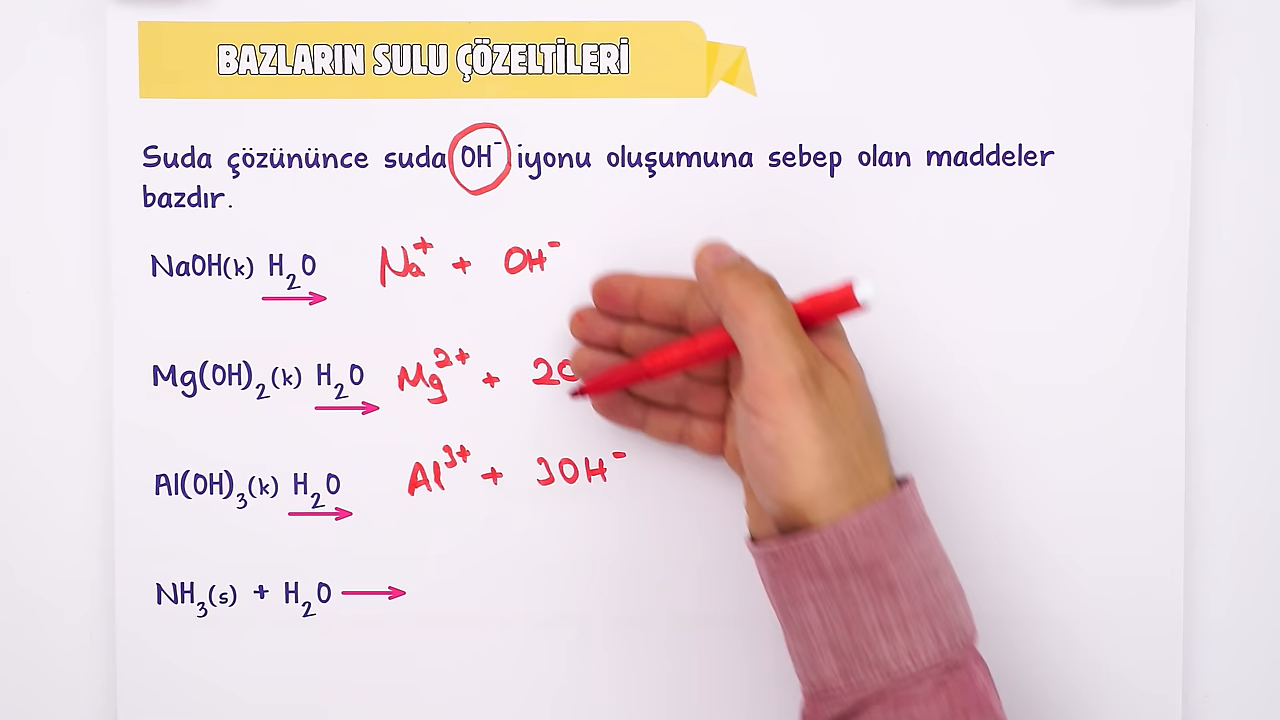 BAZLARIN SULU ÇÖZELTİLERİ
Suda çözününce suda OH⁻ iyonu oluşumuna sebep olan maddeler
bazdır.
NaOH(k) H₂O Na⁺ + OH⁻
Mg(OH)₂(k) H₂O Mg²⁺ + 2
Al(OH)₃(k) H₂O Al³⁺ + 3OH⁻
NH₃(s) + H₂O →